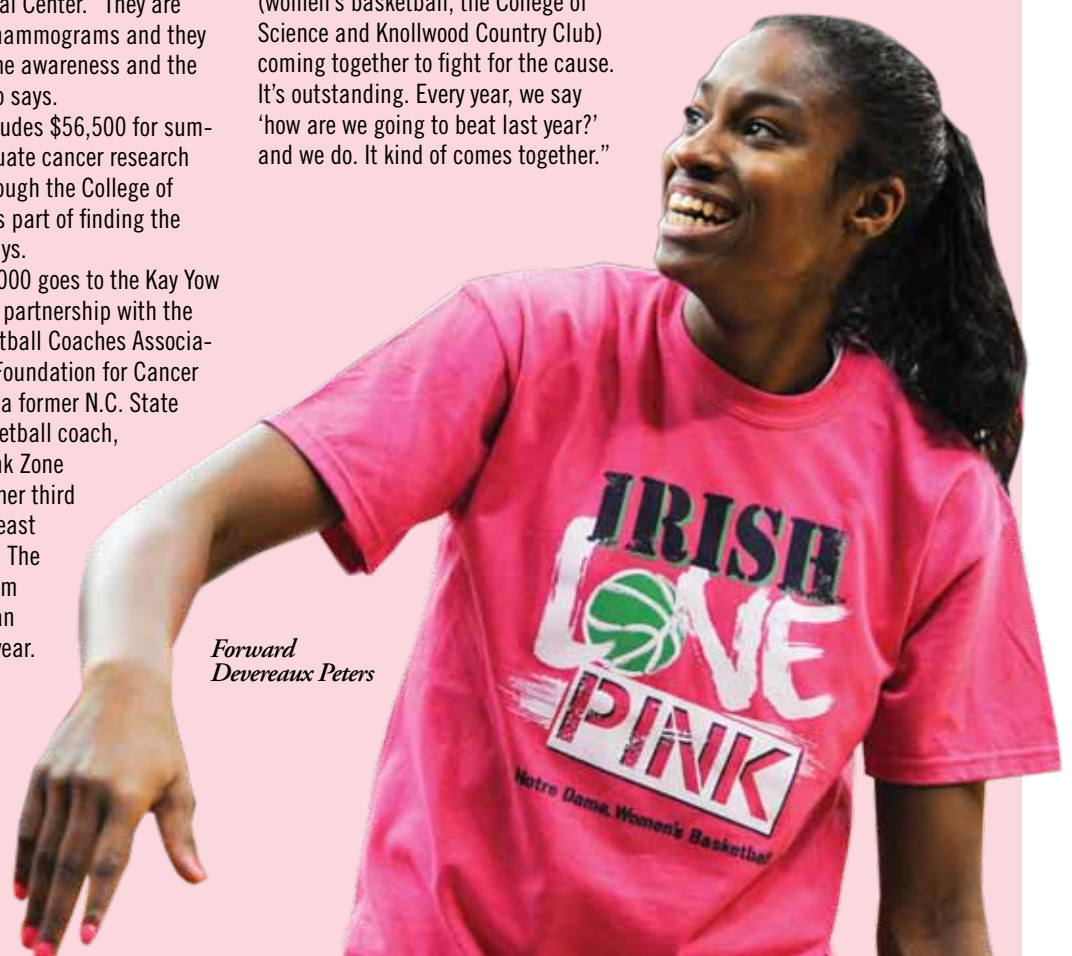 al Center. “They are
ammograms and they
he awareness and the
o says.
udes $56,500 for sum-
uate cancer research
ough the College of
s part of finding the
ys.
000 goes to the Kay Yow
partnership with the
tball Coaches Associa-
Foundation for Cancer
a former N.C. State
etball coach,
nk Zone
her third
east
The
m
an
year.
(women’s basketball, the College of
Science and Knollwood Country Club)
coming together to fight for the cause.
It’s outstanding. Every year, we say
‘how are we going to beat last year?’
and we do. It kind of comes together.”
Forward
Devereaux Peters
IRISH
LOVE
PINK
Notre Dame Women's Basketball